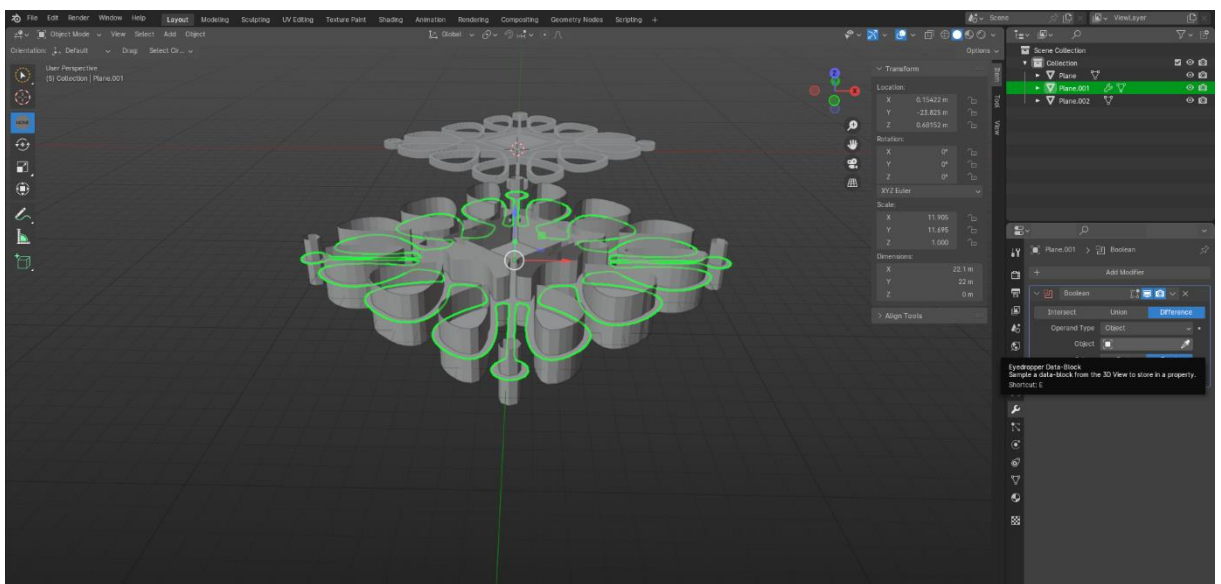 File Edit Render Window Help Layout Modeling Sculpting UV Editing Texture Paint Shading Animation Rendering Compositing Geometry Nodes Scripting + Scene ViewLayer
Object Mode View Select Add Object Global
Orientation: Default Drag: Select Cir... Options
User Perspective
(5) Collection | Plane.001
Z
X
Transform
Location:
X 0.15422 m
Y -23.825 m
Z 0.68152 m
Rotation:
X 0°
Y 0°
Z 0°
XYZ Euler
Scale:
X 11.905
Y 11.695
Z 1.000
Dimensions:
X 22.1 m
Y 22 m
Z 0 m
Align Tools
Item
Tool
View
Scene Collection
Collection
Plane
Plane.001
Plane.002
Plane.001 > Boolean
+ Add Modifier
Boolean
Intersect Union Difference
Operand Type Object
Object
Eyedropper Data-Block
Sample a data-block from the 3D View to store in a property.
Shortcut: E